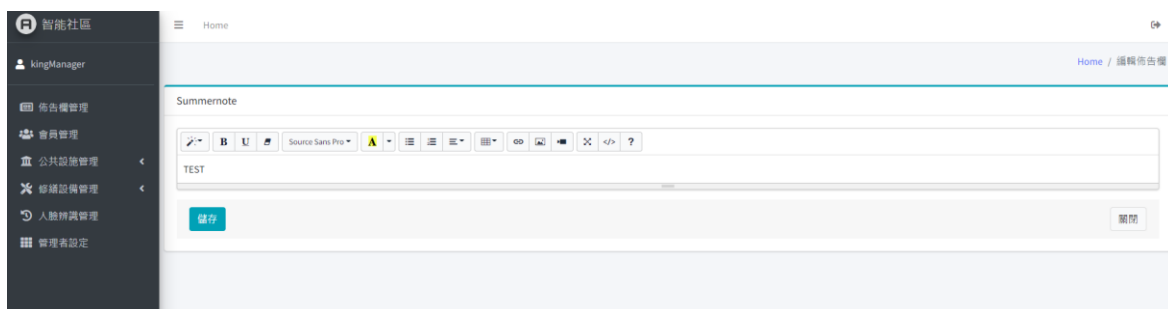 智能社區
Home
kingManager
Home / 編輯佈告欄
佈告欄管理
Summernote
會員管理
B U Source Sans Pro A </> ?
公共設施管理
TEST
修繕設備管理
人臉辨識管理
儲存
關閉
管理者設定